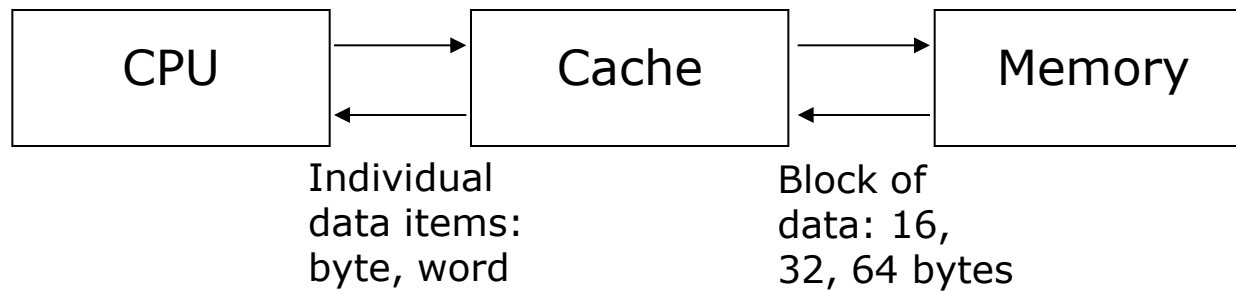 CPU
Cache
Memory
Individual
data items:
byte, word
Block of
data: 16,
32, 64 bytes